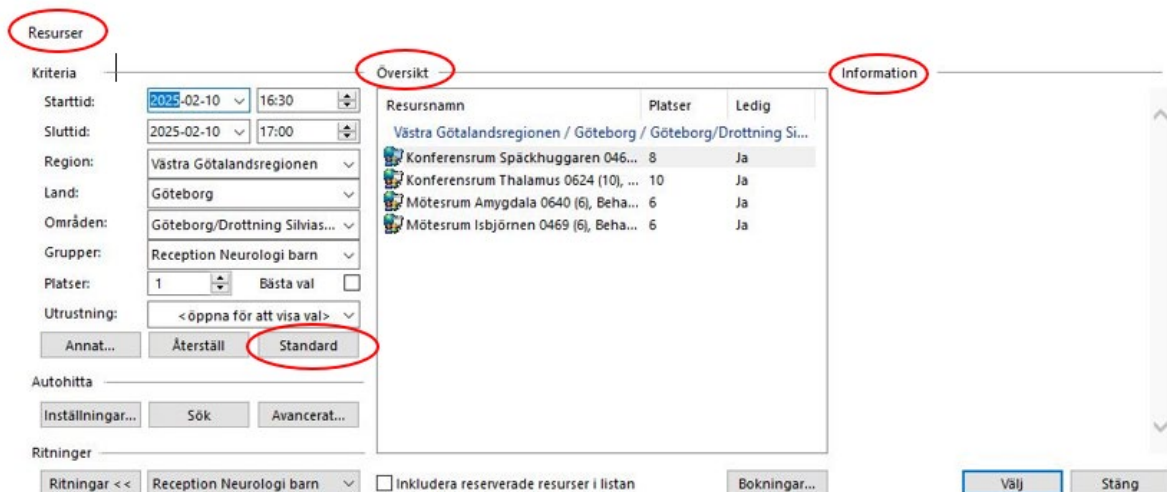 Resurser
Kriteria
Starttid: 2025-02-10 16:30
Sluttid: 2025-02-10 17:00
Region: Västra Götalandsregionen
Land: Göteborg
Områden: Göteborg/Drottning Silvias...
Grupper: Reception Neurologi barn
Platser: 1 Bästa val
Utrustning: <öppna för att visa val>
Annat... Återställ Standard
Autohitta
Inställningar... Sök Avancerat...
Ritninger
Ritningar << Reception Neurologi barn
Översikt
Resursnamn Platser Ledig
Västra Götalandsregionen / Göteborg / Göteborg/Drottning Si...
Konferensrum Späckhuggaren 046... 8 Ja
Konferensrum Thalamus 0624 (10), ... 10 Ja
Mötesrum Amygdala 0640 (6), Beha... 6 Ja
Mötesrum Isbjörnen 0469 (6), Beha... 6 Ja
Inkludera reserverade resurser i listan Bokningar...
Information
Välj Stäng